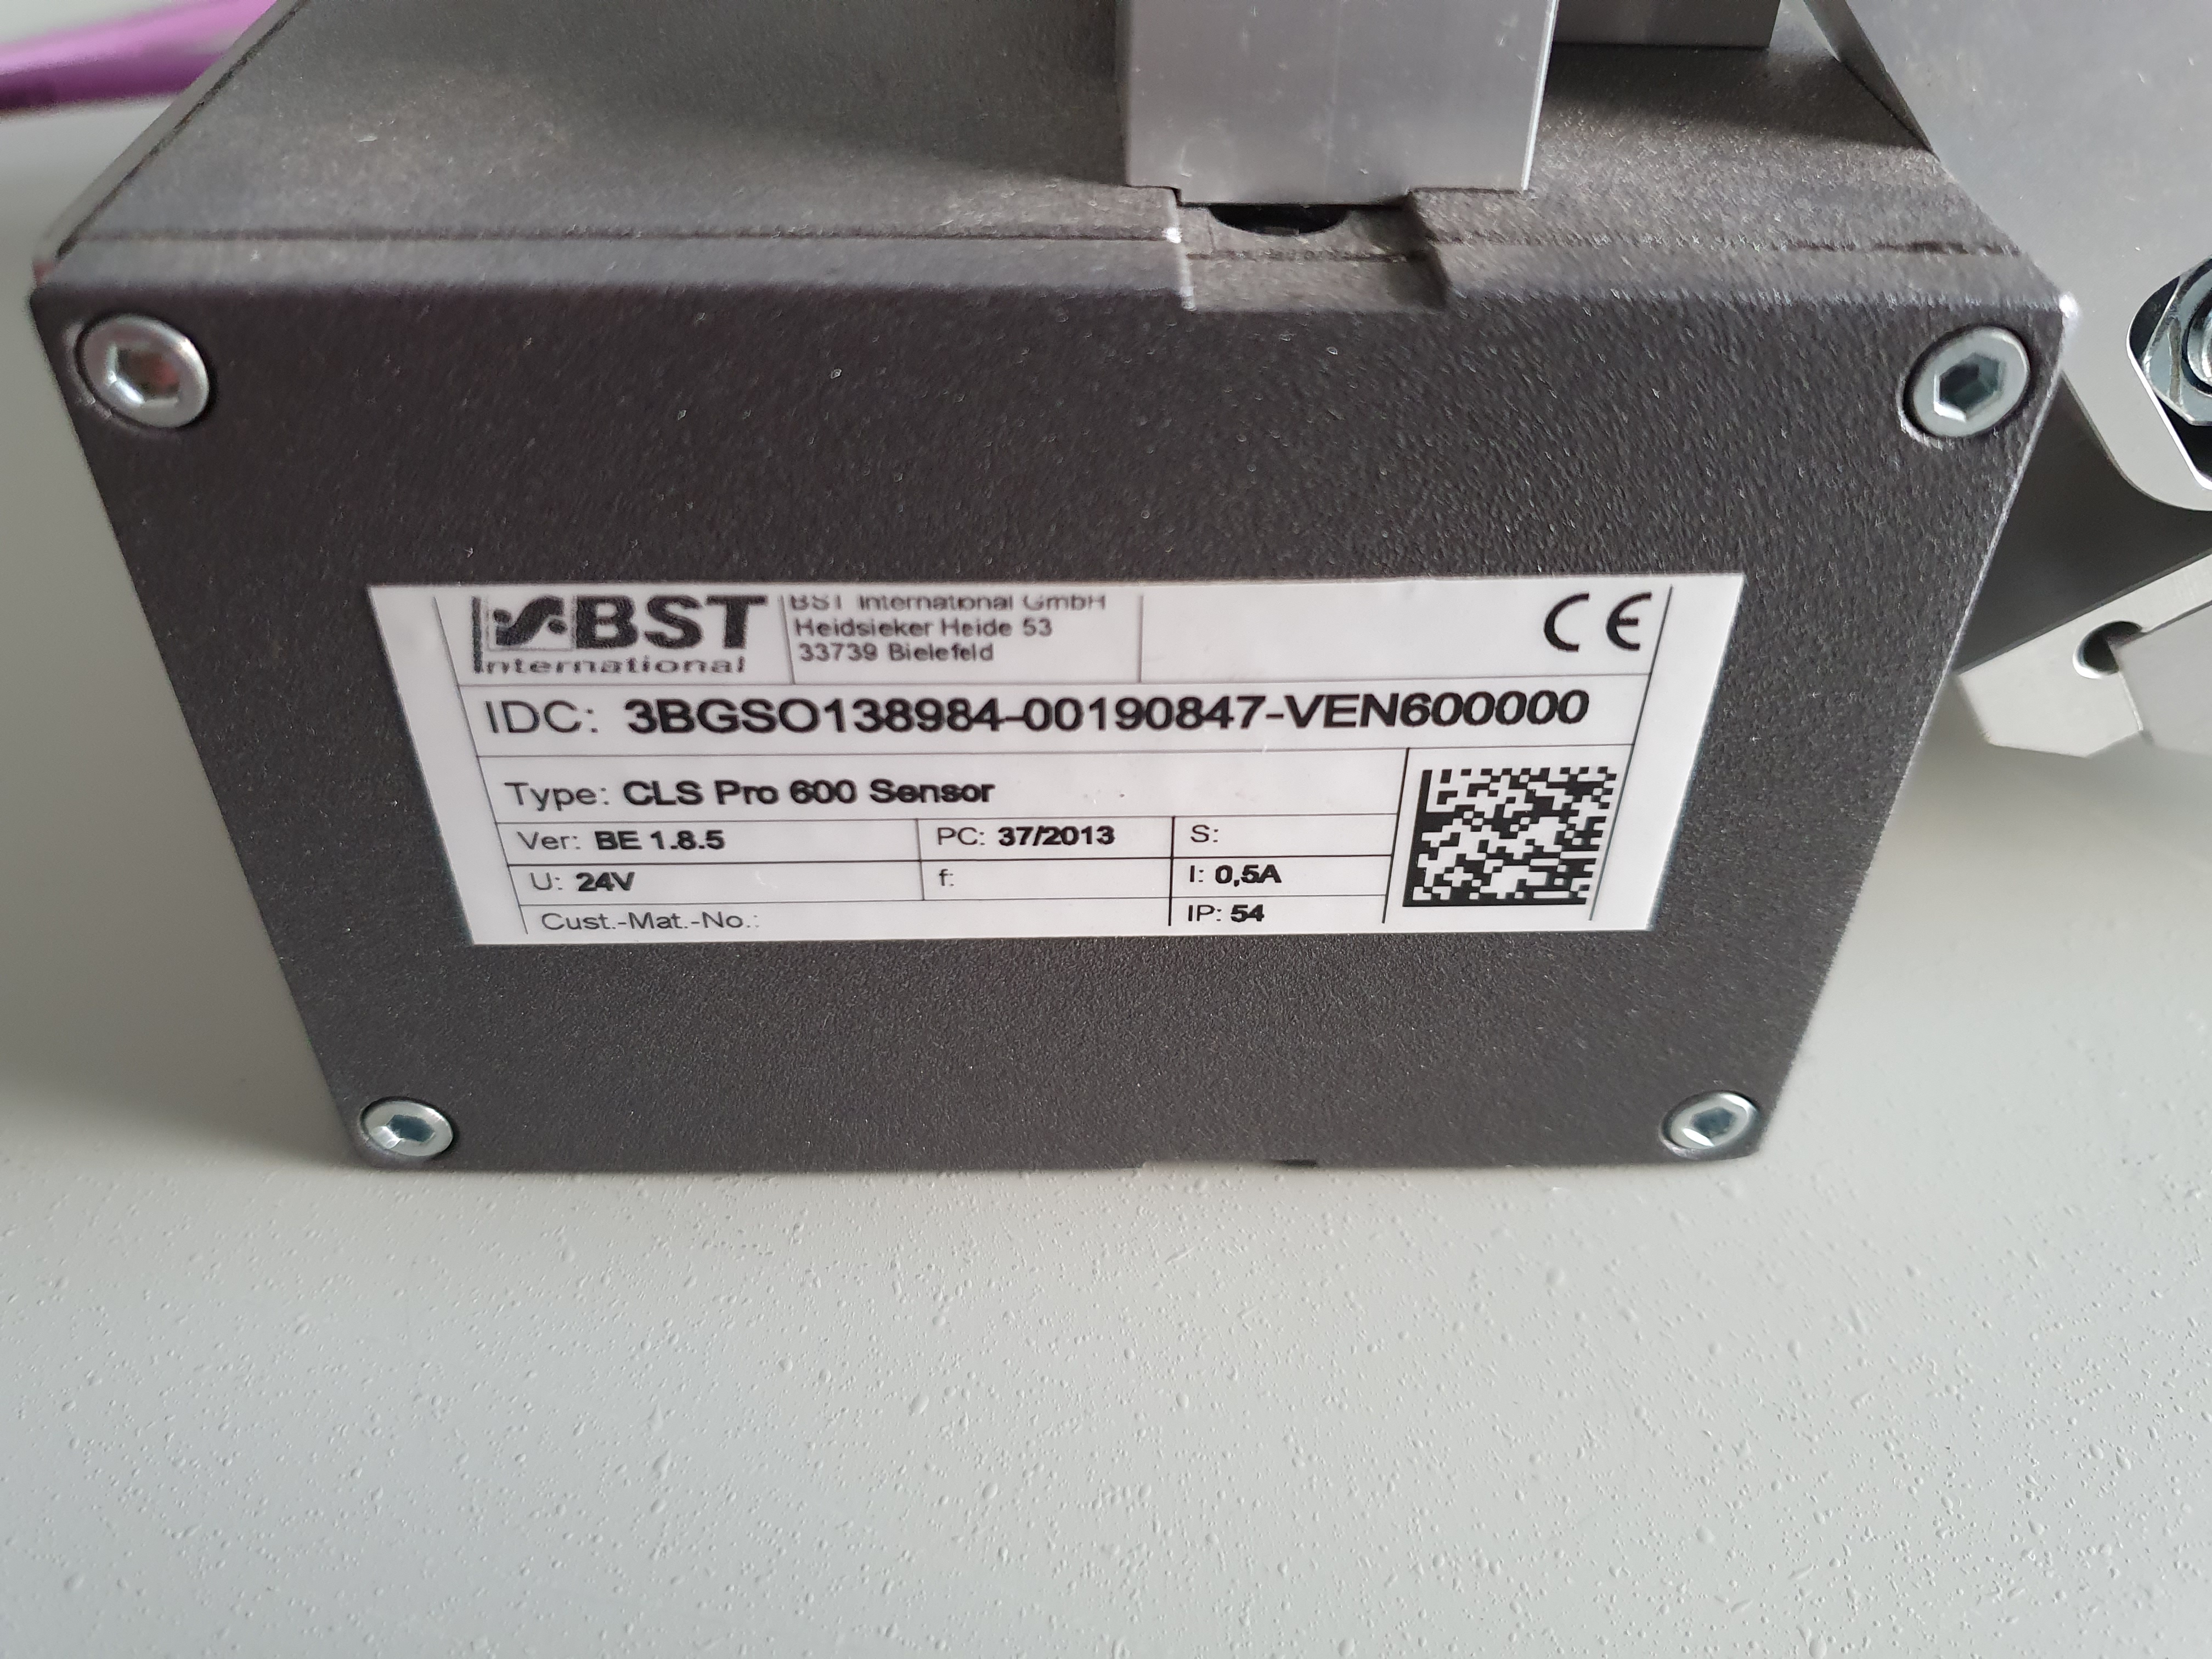 BST
International
BST International GmbH
Heidsieker Heide 53
33739 Bielefeld
CE
IDC: 3BGSO138984-00190847-VEN600000
Type: CLS Pro 600 Sensor
Ver: BE 1.8.5
PC: 37/2013
S:
U: 24V
f:
I: 0,5A
Cust.-Mat.-No.:
IP: 54